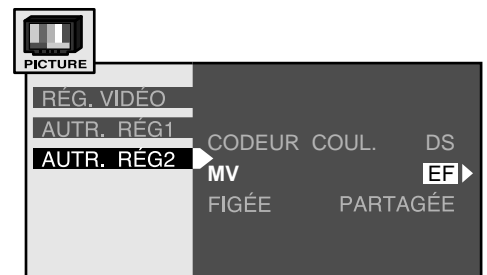 PICTURE
RÉG. VIDÉO
AUTR. RÉG1
AUTR. RÉG2
CODEUR COUL. DS
MV EF
FIGÉE PARTAGÉE